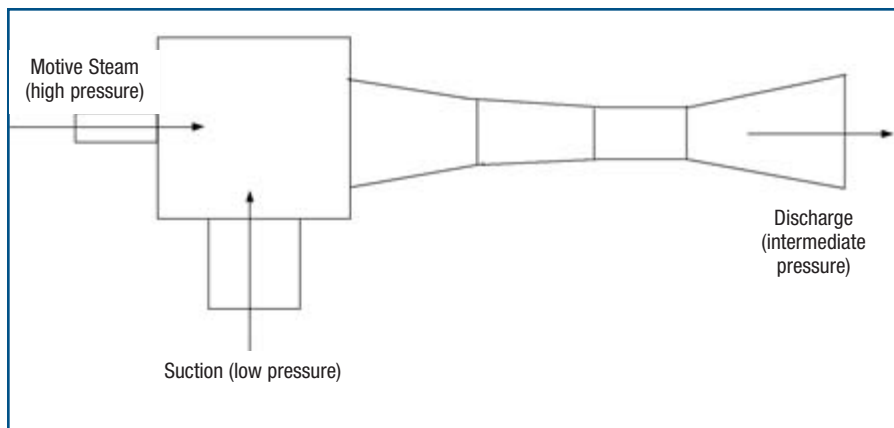 Motive Steam
(high pressure)
Discharge
(intermediate
pressure)
Suction (low pressure)